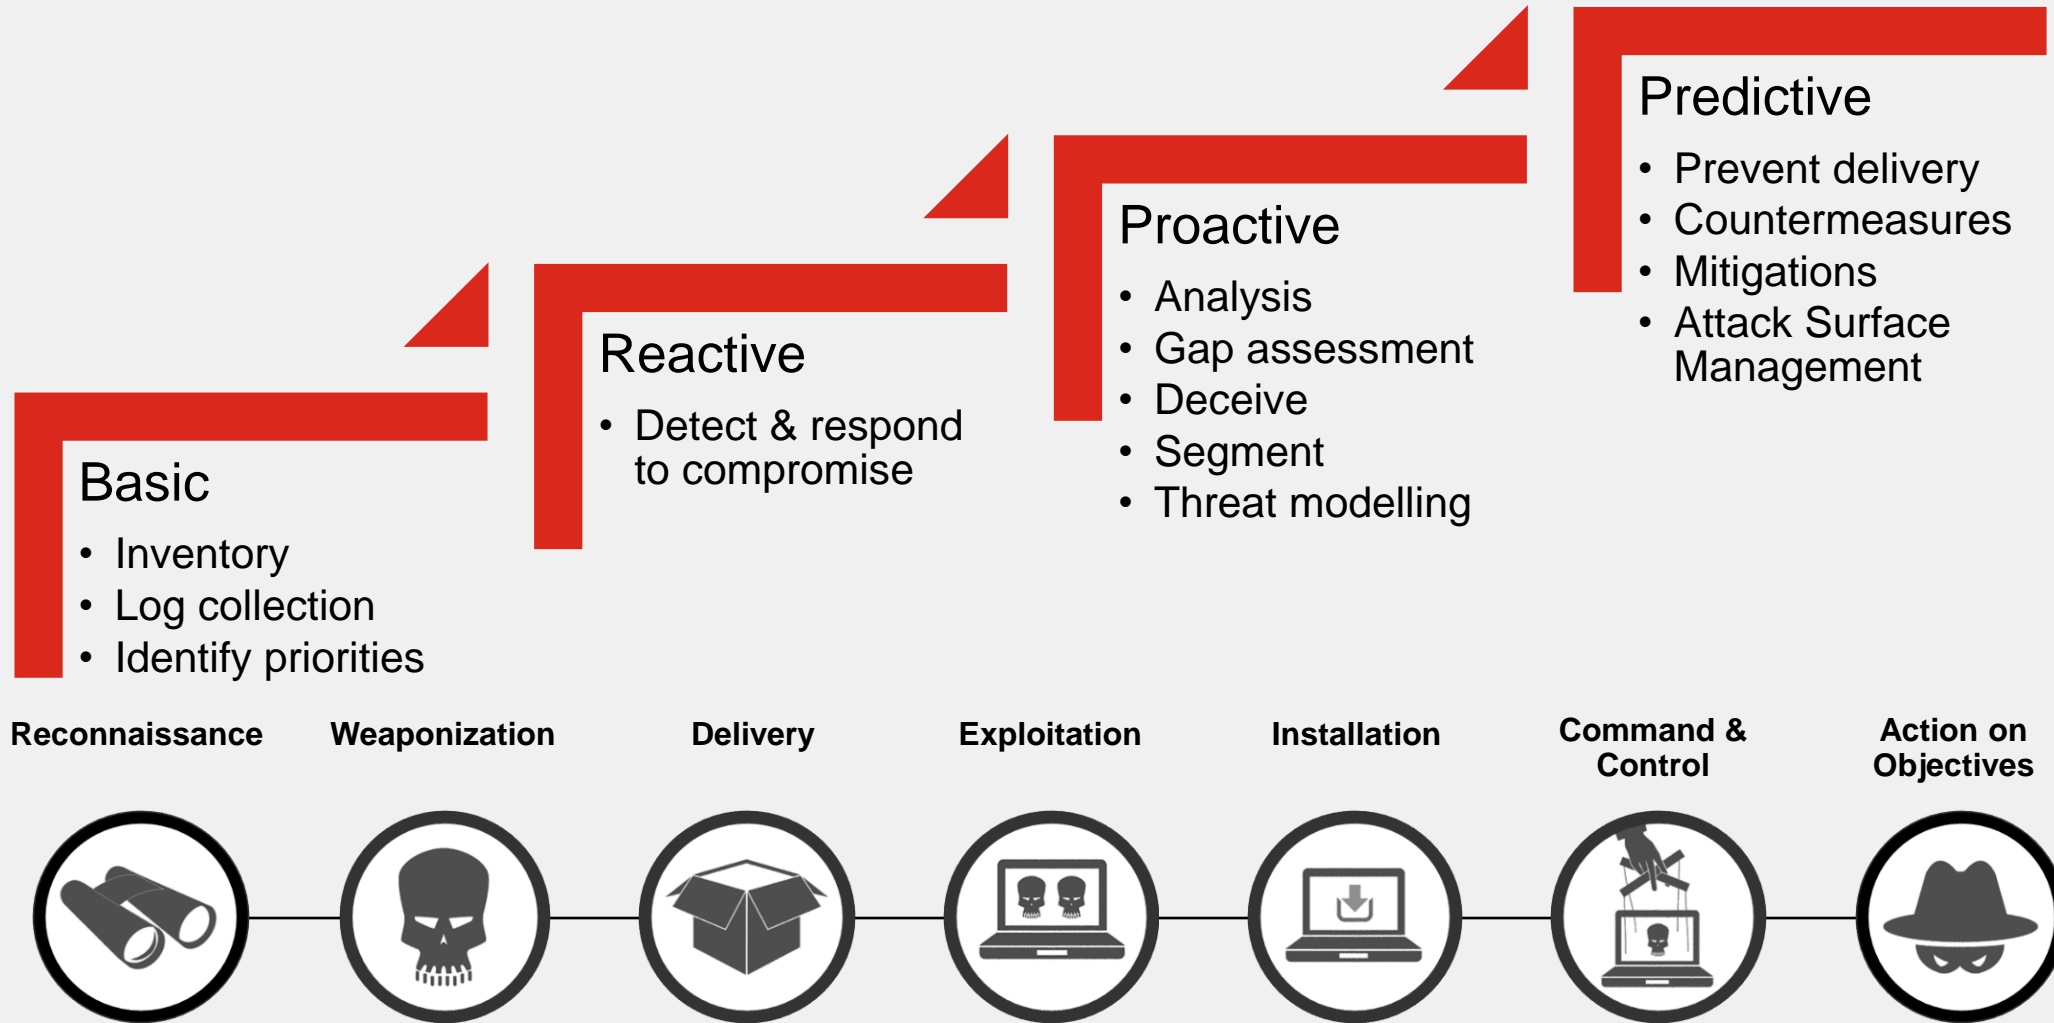 Basic
• Inventory
• Log collection
• Identify priorities
Reactive
• Detect & respond
to compromise
Proactive
• Analysis
• Gap assessment
• Deceive
• Segment
• Threat modelling
Predictive
• Prevent delivery
• Countermeasures
• Mitigations
• Attack Surface
Management
Reconnaissance
Weaponization
Delivery
Exploitation
Installation
Command &
Control
Action on
Objectives